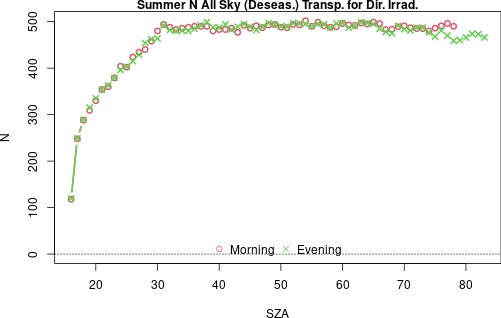 Summer N All Sky (Deseas.) Transp. for Dir. Irrad.
500
400
300
200
100
0
N
Morning Evening
20 30 40 50 60 70 80
SZA